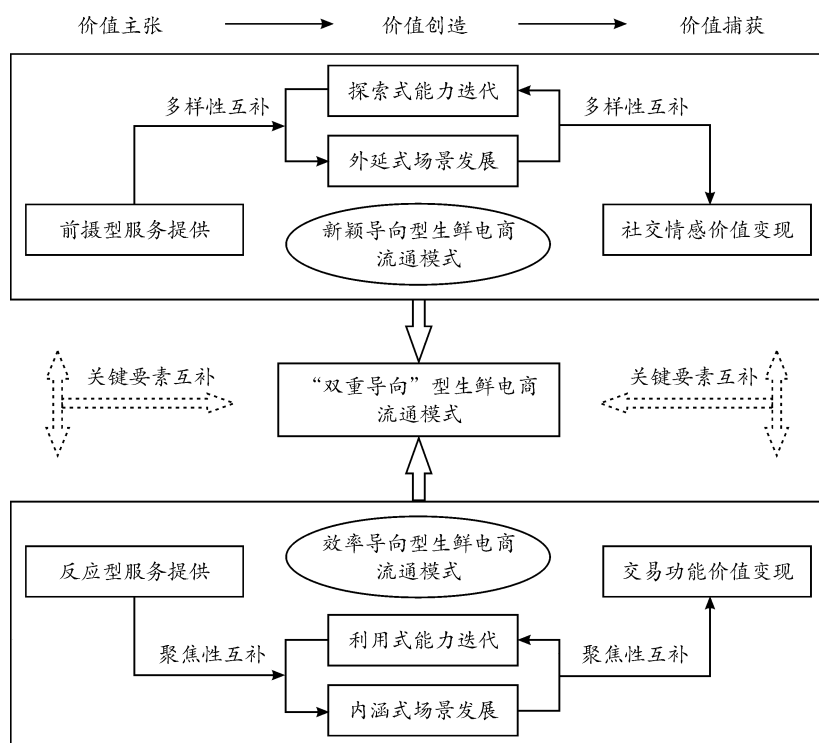 价值主张
价值创造
价值捕获
探索式能力迭代
多样性互补
多样性互补
外延式场景发展
前摄型服务提供
新颖导向型生鲜电商
流通模式
社交情感价值变现
关键要素互补
“双重导向”型生鲜电商
流通模式
关键要素互补
效率导向型生鲜电商
流通模式
反应型服务提供
交易功能价值变现
利用式能力迭代
聚焦性互补
聚焦性互补
内涵式场景发展